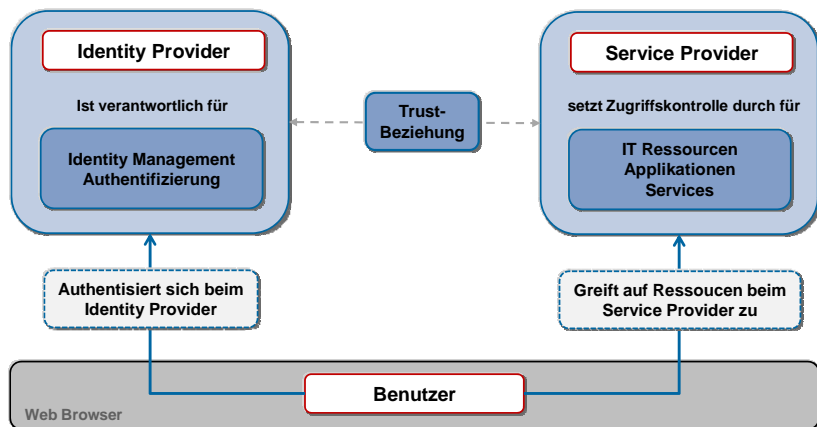 Identity Provider
Ist verantwortlich für
Identity Management
Authentifizierung
Trust-
Beziehung
Service Provider
setzt Zugriffskontrolle durch für
IT Ressourcen
Applikationen
Services
Authentisiert sich beim
Identity Provider
Greift auf Ressoucen beim
Service Provider zu
Benutzer
Web Browser